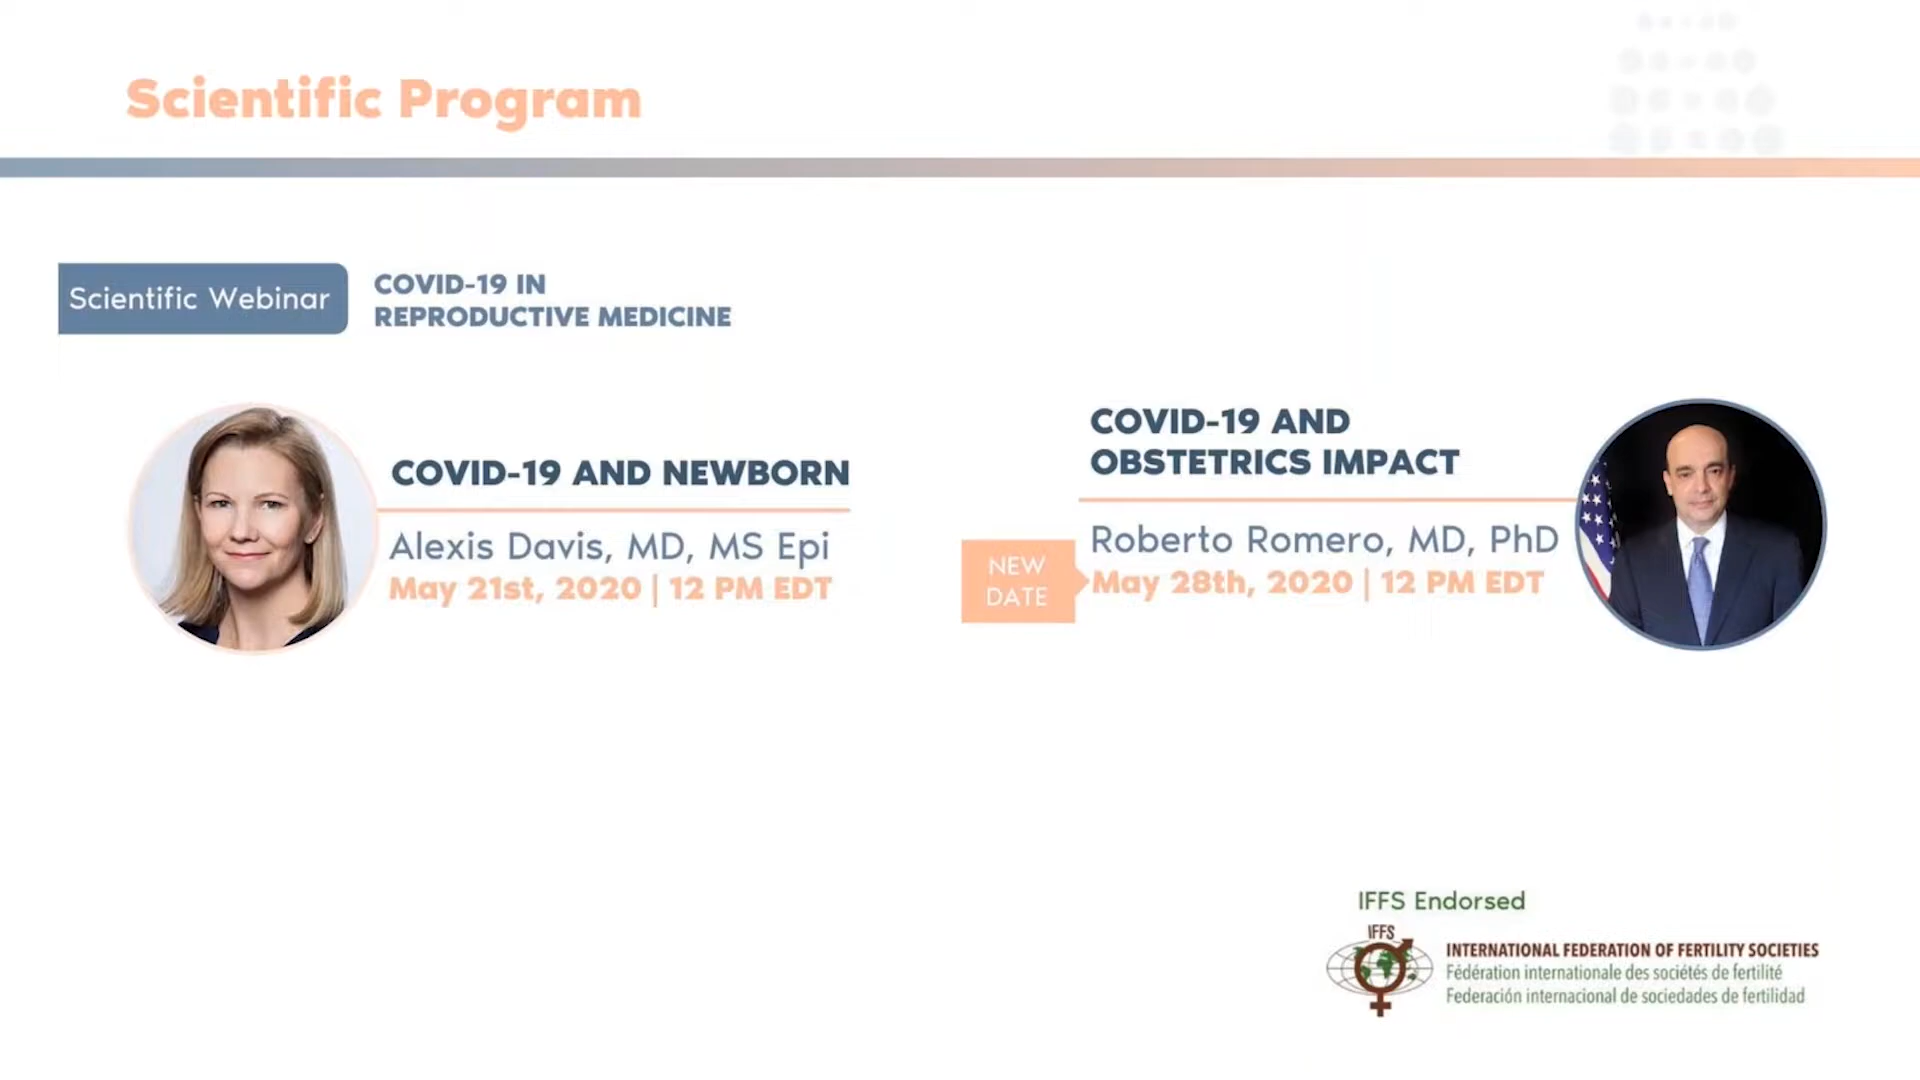 Scientific Program
Scientific Webinar
COVID-19 IN
REPRODUCTIVE MEDICINE
COVID-19 AND NEWBORN
Alexis Davis, MD, MS Epi
May 21st, 2020 | 12 PM EDT
COVID-19 AND
OBSTETRICS IMPACT
Roberto Romero, MD, PhD
NEW
DATE
May 28th, 2020 | 12 PM EDT
IFFS Endorsed
IFFS
INTERNATIONAL FEDERATION OF FERTILITY SOCIETIES
Fédération internationale des sociétés de fertilité
Federación internacional de sociedades de fertilidad